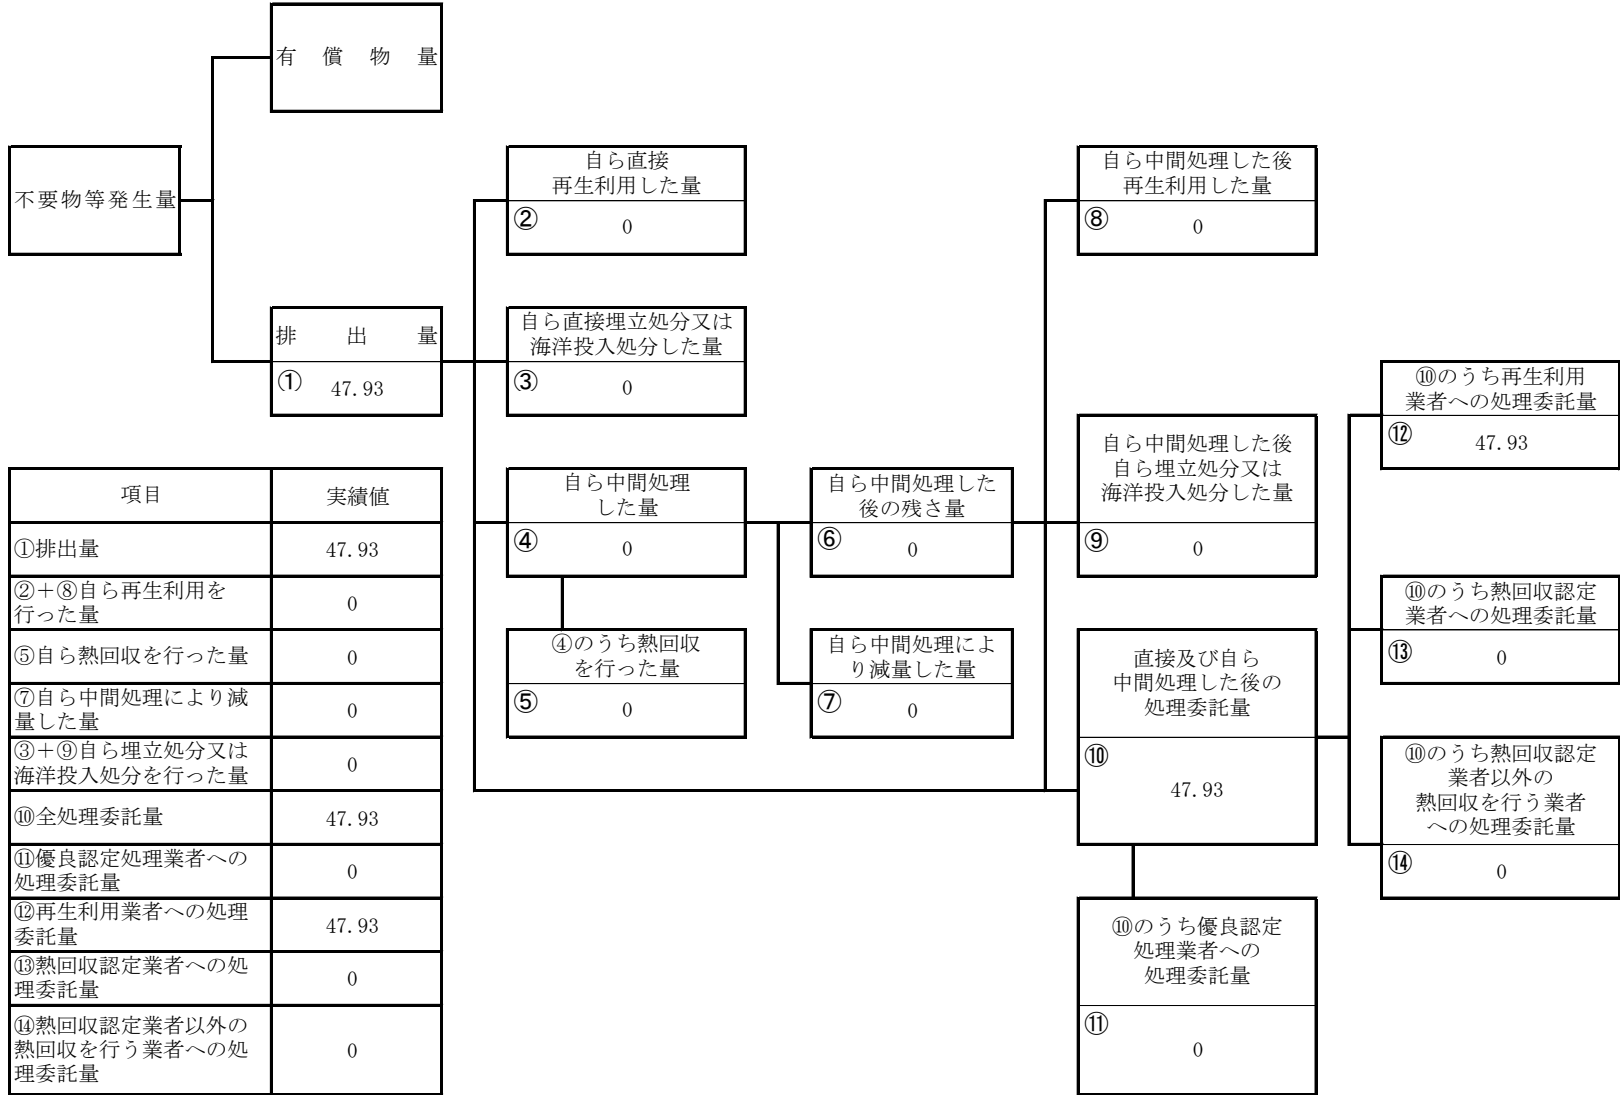 有償物量
不要物等発生量
排出量
① 47.93
自ら直接
再生利用した量
② 0
自ら直接埋立処分又は
海洋投入処分した量
③ 0
自ら中間処理
した量
④ 0
④のうち熱回収
を行った量
⑤ 0
自ら中間処理した
後の残さ量
⑥ 0
自ら中間処理によ
り減量した量
⑦ 0
自ら中間処理した後
再生利用した量
⑧ 0
自ら中間処理した後
自ら埋立処分又は
海洋投入処分した量
⑨ 0
直接及び自ら
中間処理した後の
処理委託量
⑩
47.93
⑩のうち優良認定
処理業者への
処理委託量
⑪
0
⑩のうち再生利用
業者への処理委託量
⑫ 47.93
⑩のうち熱回収認定
業者への処理委託量
⑬ 0
⑩のうち熱回収認定
業者以外の
熱回収を行う業者
への処理委託量
⑭ 0
項目 実績値
①排出量 47.93
②+⑧自ら再生利用を
行った量 0
⑤自ら熱回収を行った量 0
⑦自ら中間処理により減
量した量 0
③+⑨自ら埋立処分又は
海洋投入処分を行った量 0
⑩全処理委託量 47.93
⑪優良認定処理業者への
処理委託量 0
⑫再生利用業者への処理
委託量 47.93
⑬熱回収認定業者への処
理委託量 0
⑭熱回収認定業者以外の
熱回収を行う業者への処
理委託量 0